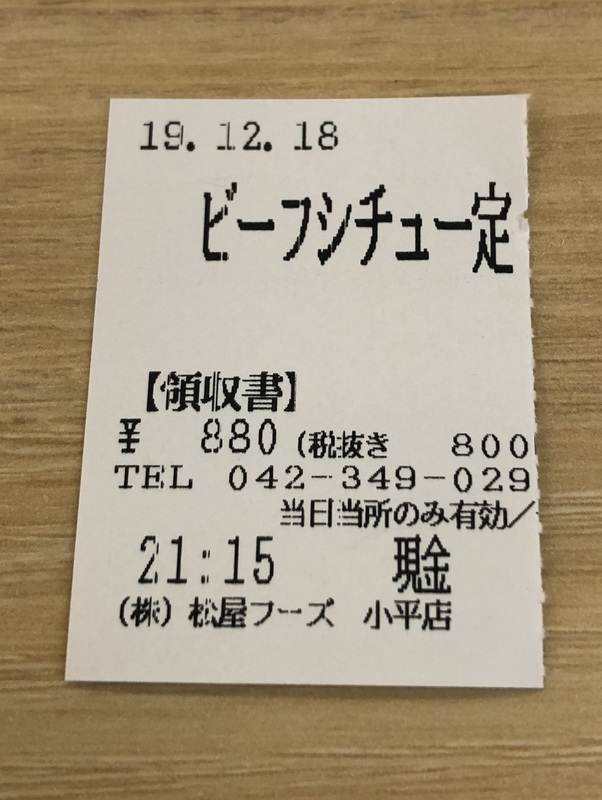 19.12.18
ビーフシチュー定
【領収書】
¥ 880 (税抜き 800
TEL 042-349-029
当日当所のみ有効/
21:15 現金
(株) 松屋フーズ 小平店